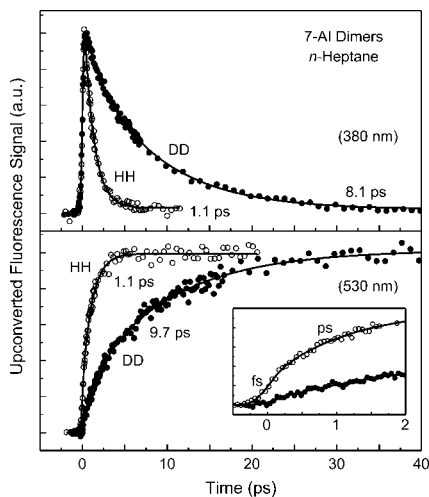 7-AI Dimers
n-Heptane
(380 nm)
DD
HH
8.1 ps
1.1 ps
HH
1.1 ps
(530 nm)
9.7 ps
DD
ps
fs
0 1 2
0 10 20 30 40
Time (ps)
Upconverted Fluorescence Signal (a.u.)